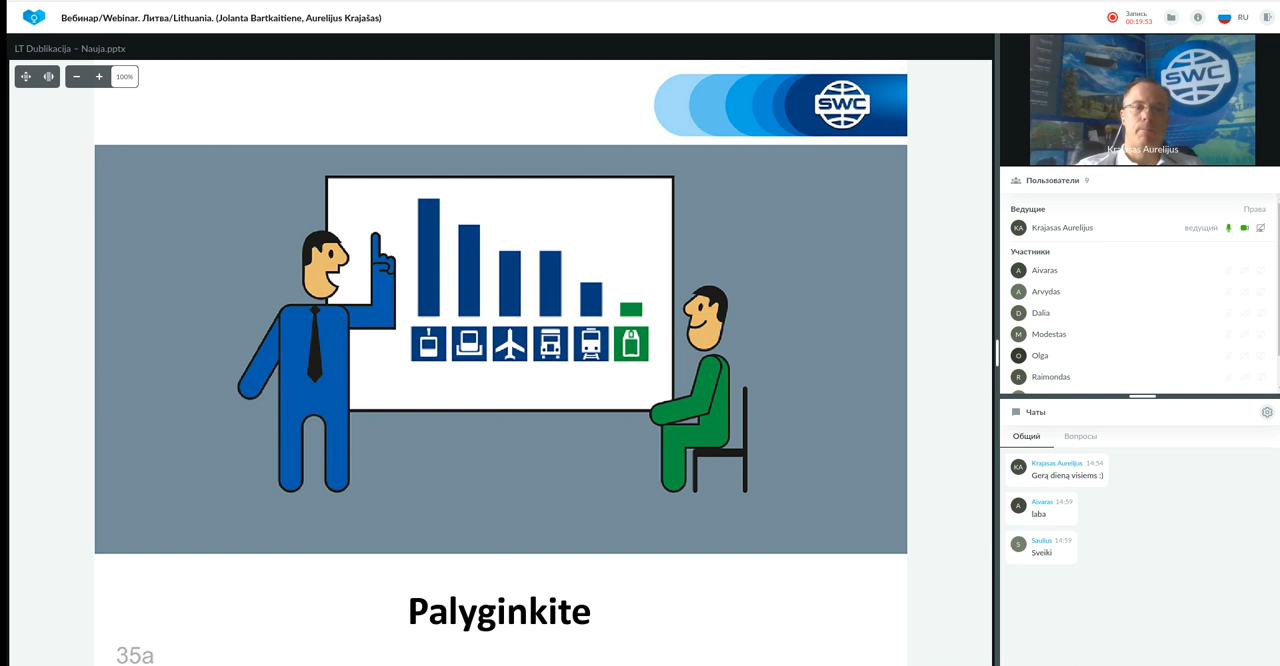 Вебинар/Webinar. Литва/Lithuania. (Jolanta Bartkaitiene, Aurelijus Krajašas)
Запись
00:19:53
RU
LT Dublikacija – Nauja.pptx
100%
SWC
SWC
Krajasas Aurelijus
Пользователи 9
Ведущие
Права
KA Krajasas Aurelijus ведущий
Участники
A Aivaras
A Arvydas
D Dalia
M Modestas
O Olga
R Raimondas
Чаты
Общий Вопросы
KA Krajasas Aurelijus 14:54
Gerą dieną visiems :)
A Aivaras 14:59
laba
S Saulius 14:59
Sveiki
Palyginkite
35a